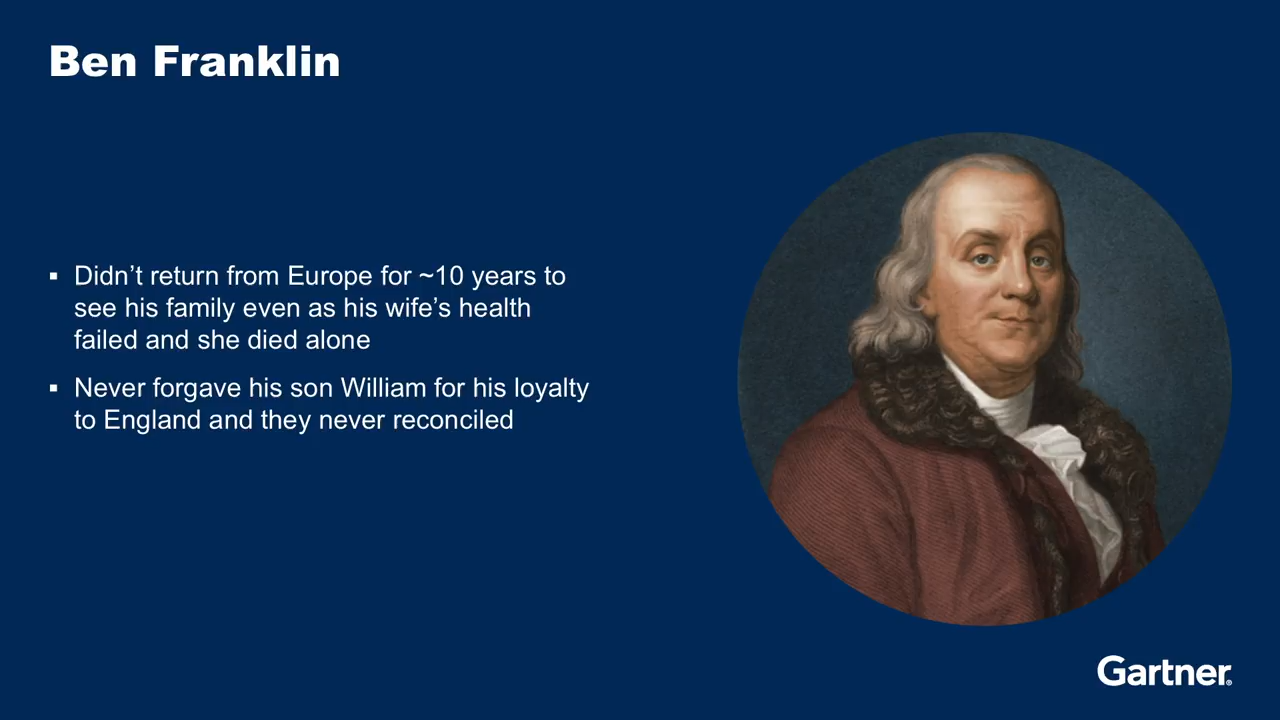 Ben Franklin
▪ Didn’t return from Europe for ~10 years to
see his family even as his wife’s health
failed and she died alone
▪ Never forgave his son William for his loyalty
to England and they never reconciled
Gartner®